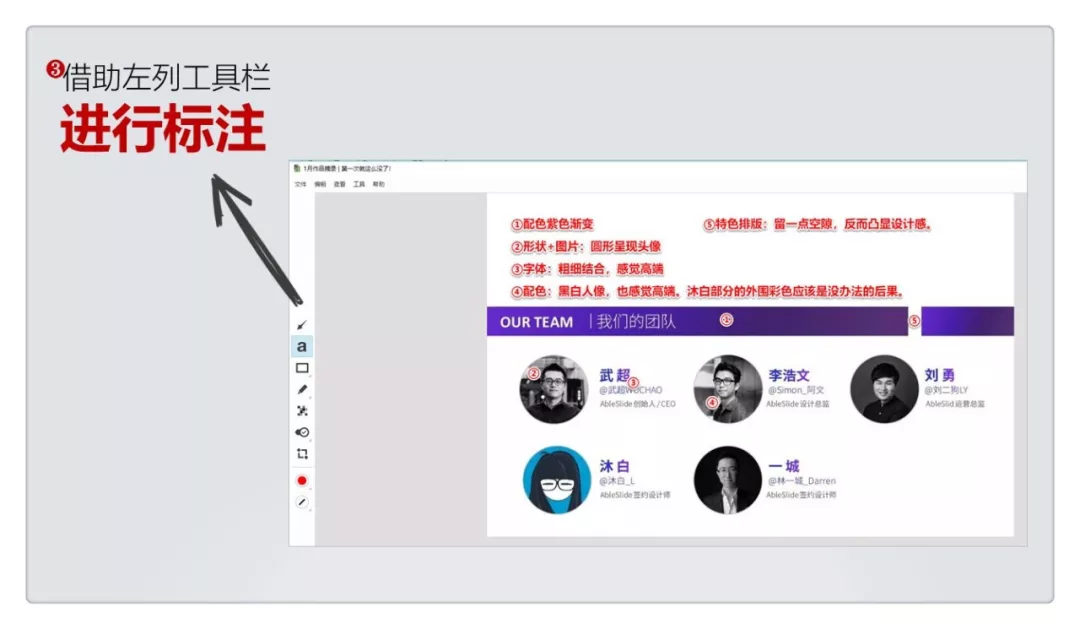 ③借助左列工具栏
进行标注
1月作品摘录 | 第一次就这么没了!
文件 编辑 查看 工具 帮助
①配色紫色渐变
⑤特色排版：留一点空隙，反而凸显设计感。
②形状+图片：圆形呈现头像
③字体：粗细结合，感觉高端
④配色：黑白人像，也感觉高端。沐白部分的外围彩色应该是没办法的后果。
OUR TEAM | 我们的团队 ① ⑤
a
② ③ ④
武 超
@武超WUCHAO
AbleSlide 创始人/CEO
李浩文
@Simon_阿文
AbleSlide 设计总监
刘 勇
@刘二狗LY
AbleSlid 运营总监
沐 白
@沐白_L
AbleSlide 签约设计师
一 城
@林一城_Darren
AbleSlide 签约设计师